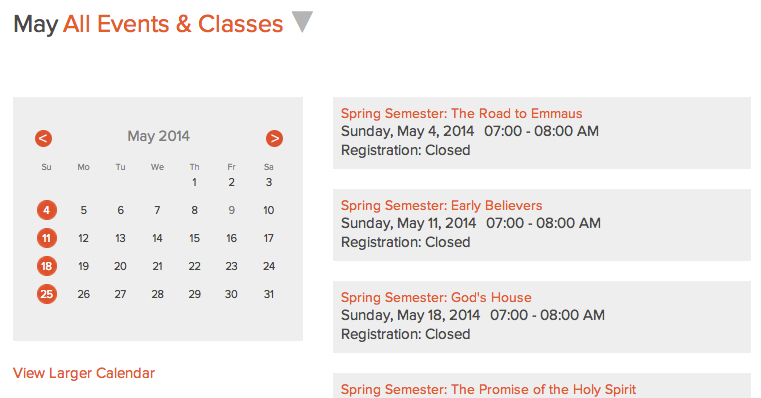 May All Events & Classes
< May 2014 >
Su Mo Tu We Th Fr Sa
1 2 3
4 5 6 7 8 9 10
11 12 13 14 15 16 17
18 19 20 21 22 23 24
25 26 27 28 29 30 31
View Larger Calendar
Spring Semester: The Road to Emmaus
Sunday, May 4, 2014 07:00 - 08:00 AM
Registration: Closed
Spring Semester: Early Believers
Sunday, May 11, 2014 07:00 - 08:00 AM
Registration: Closed
Spring Semester: God's House
Sunday, May 18, 2014 07:00 - 08:00 AM
Registration: Closed
Spring Semester: The Promise of the Holy Spirit